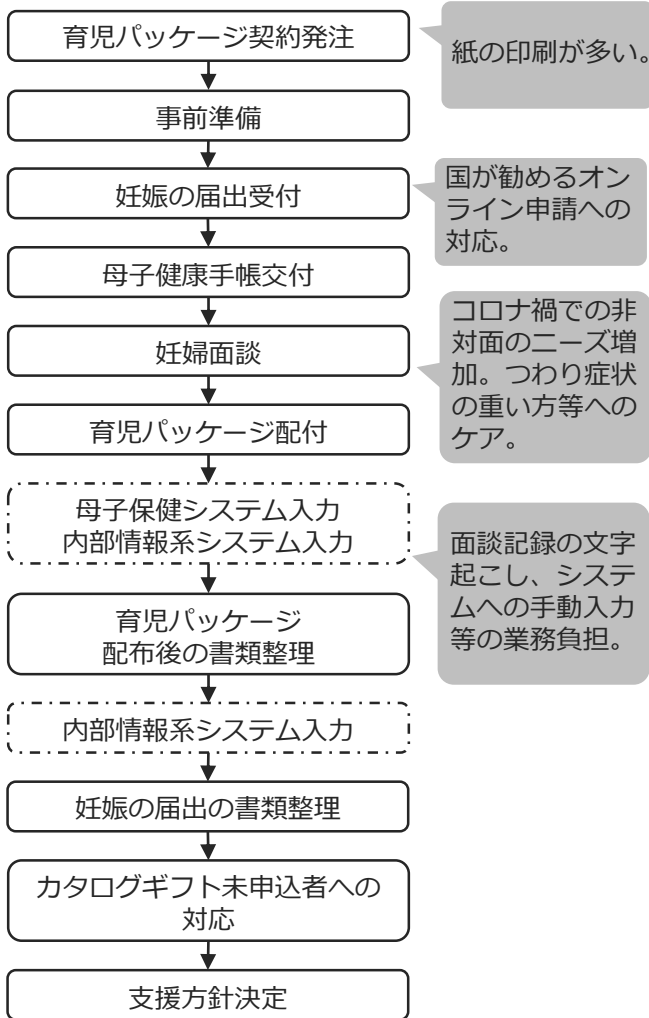 育児パッケージ契約発注
紙の印刷が多い。
事前準備
妊娠の届出受付
国が勧めるオン
ライン申請への
対応。
母子健康手帳交付
妊婦面談
コロナ禍での非
対面のニーズ増
加。つわり症状
の重い方等への
ケア。
育児パッケージ配付
母子保健システム入力
内部情報系システム入力
面談記録の文字
起こし、システ
ムへの手動入力
等の業務負担。
育児パッケージ
配布後の書類整理
内部情報系システム入力
妊娠の届出の書類整理
カタログギフト未申込者への
対応
支援方針決定